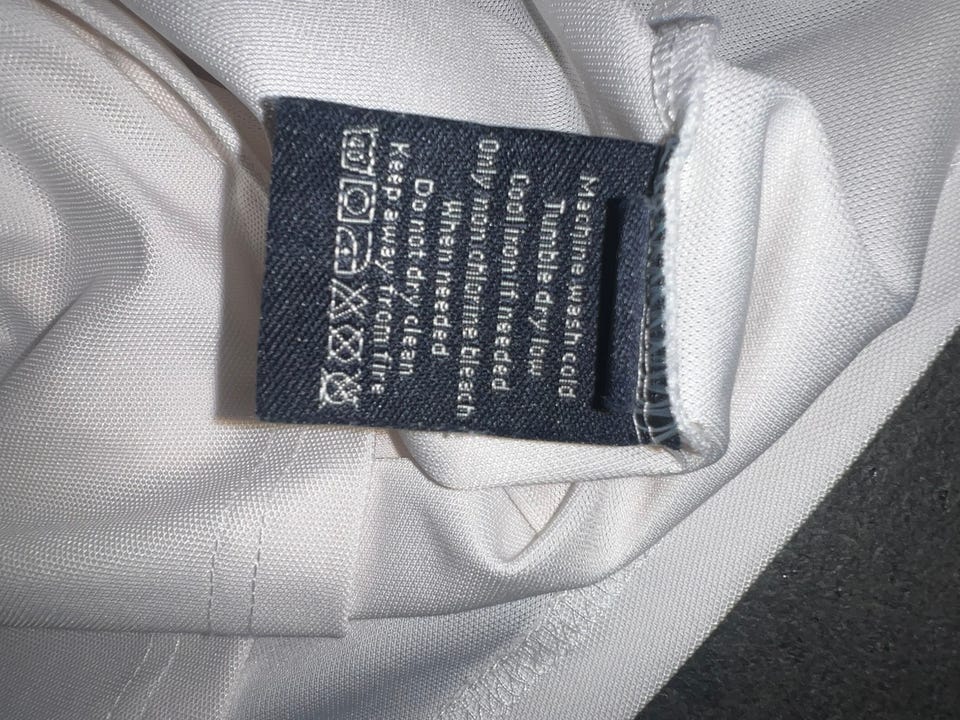 Machine wash cold
Tumble dry low
Cool Iron if needed
Only non chlorine bleach
When needed
Do not dry clean
Keep away from fire